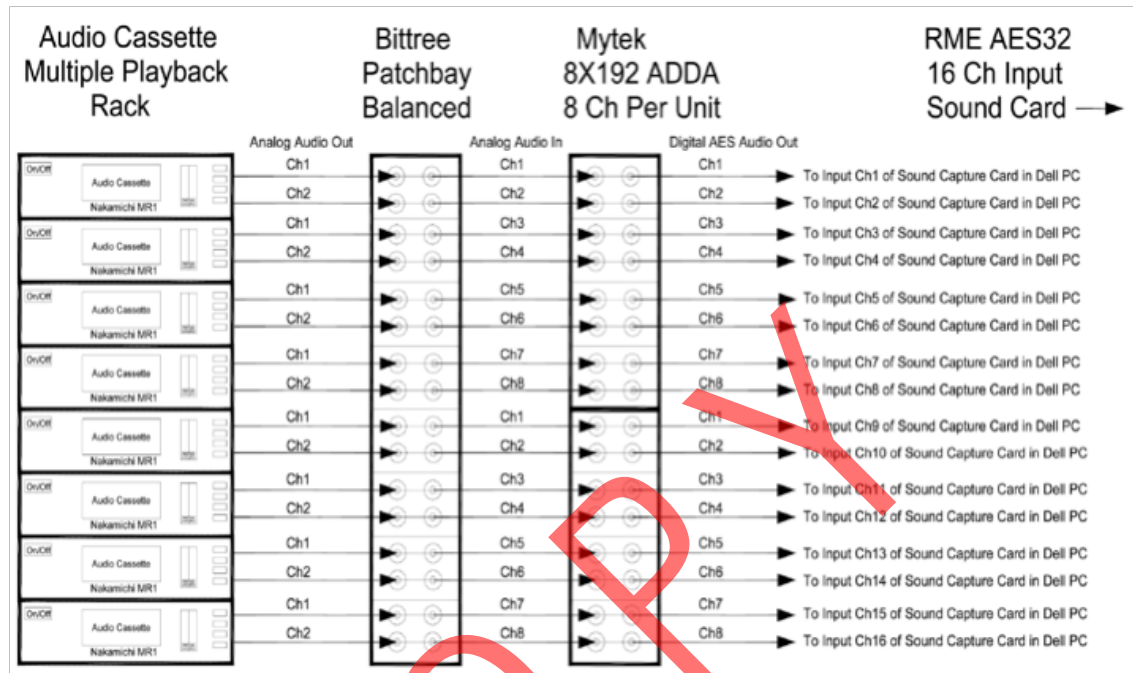 Audio Cassette
Multiple Playback
Rack
Bittree
Patchbay
Balanced
Mytek
8X192 ADDA
8 Ch Per Unit
RME AES32
16 Ch Input
Sound Card
Analog Audio Out
Analog Audio In
Digital AES Audio Out
On/Off
Audio Cassette
Nakamichi MR1
Ch1 Ch1 Ch1 To Input Ch1 of Sound Capture Card in Dell PC
Ch2 Ch2 Ch2 To Input Ch2 of Sound Capture Card in Dell PC
On/Off
Audio Cassette
Nakamichi MR1
Ch1 Ch3 Ch3 To Input Ch3 of Sound Capture Card in Dell PC
Ch2 Ch4 Ch4 To Input Ch4 of Sound Capture Card in Dell PC
On/Off
Audio Cassette
Nakamichi MR1
Ch1 Ch5 Ch5 To Input Ch5 of Sound Capture Card in Dell PC
Ch2 Ch6 Ch6 To Input Ch6 of Sound Capture Card in Dell PC
On/Off
Audio Cassette
Nakamichi MR1
Ch1 Ch7 Ch7 To Input Ch7 of Sound Capture Card in Dell PC
Ch2 Ch8 Ch8 To Input Ch8 of Sound Capture Card in Dell PC
On/Off
Audio Cassette
Nakamichi MR1
Ch1 Ch1 Ch1 To Input Ch9 of Sound Capture Card in Dell PC
Ch2 Ch2 Ch2 To Input Ch10 of Sound Capture Card in Dell PC
On/Off
Audio Cassette
Nakamichi MR1
Ch1 Ch3 Ch3 To Input Ch11 of Sound Capture Card in Dell PC
Ch2 Ch4 Ch4 To Input Ch12 of Sound Capture Card in Dell PC
On/Off
Audio Cassette
Nakamichi MR1
Ch1 Ch5 Ch5 To Input Ch13 of Sound Capture Card in Dell PC
Ch2 Ch6 Ch6 To Input Ch14 of Sound Capture Card in Dell PC
On/Off
Audio Cassette
Nakamichi MR1
Ch1 Ch7 Ch7 To Input Ch15 of Sound Capture Card in Dell PC
Ch2 Ch8 Ch8 To Input Ch16 of Sound Capture Card in Dell PC